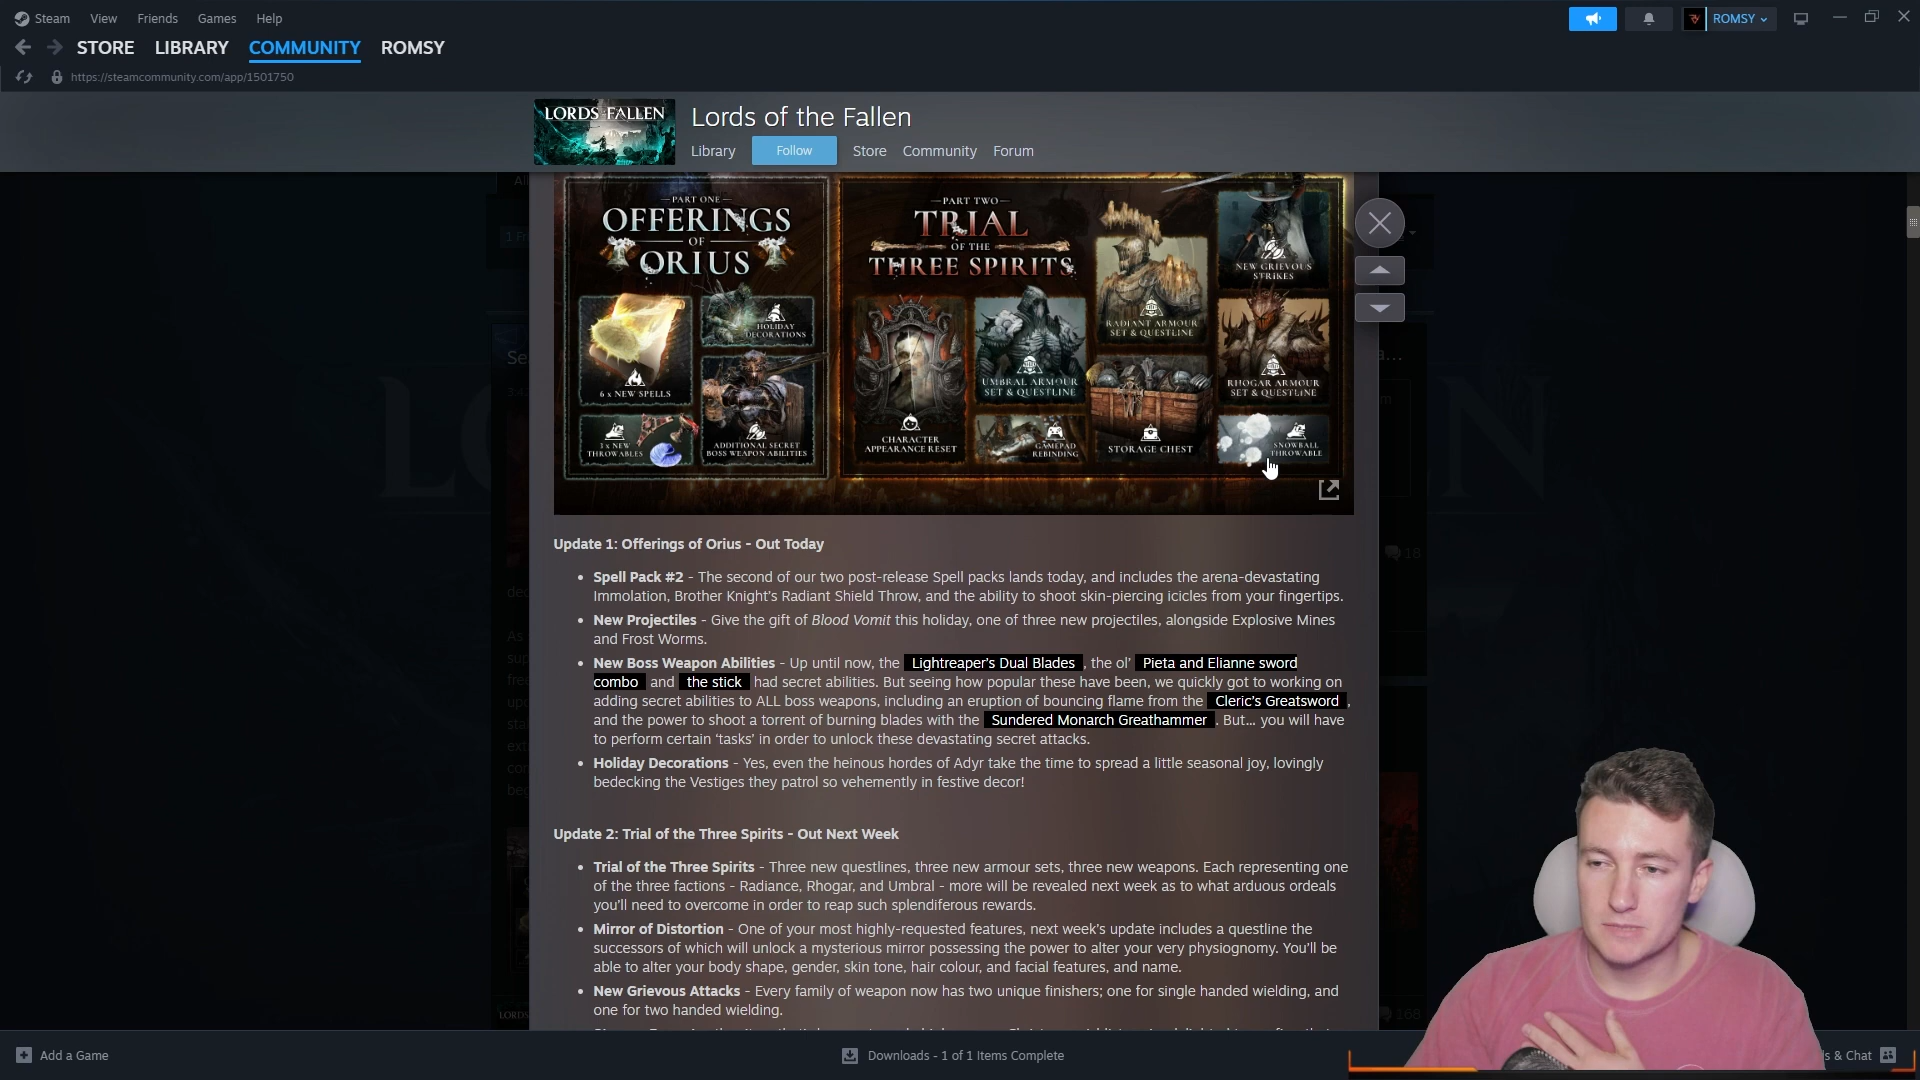 Steam View Friends Games Help
ROMSY
STORE LIBRARY COMMUNITY ROMSY
https://steamcommunity.com/app/1501750
LORDS FALLEN
Lords of the Fallen
Library Follow Store Community Forum
PART ONE
OFFERINGS
OF
ORIUS
6 x NEW SPELLS
HOLIDAY
DECORATIONS
3 x NEW
THROWABLES
ADDITIONAL SECRET
BOSS WEAPON ABILITIES
PART TWO
TRIAL
OF THE
THREE SPIRITS
CHARACTER
APPEARANCE RESET
UMBRAL ARMOUR
SET & QUESTLINE
GAMEPAD
REBINDING
RADIANT ARMOUR
SET & QUESTLINE
STORAGE CHEST
NEW GRIEVOUS
STRIKES
RHOGAR ARMOUR
SET & QUESTLINE
SNOWBALL
THROWABLE
Update 1: Offerings of Orius - Out Today
• Spell Pack #2 - The second of our two post-release Spell packs lands today, and includes the arena-devastating
Immolation, Brother Knight's Radiant Shield Throw, and the ability to shoot skin-piercing icicles from your fingertips.
• New Projectiles - Give the gift of Blood Vomit this holiday, one of three new projectiles, alongside Explosive Mines
and Frost Worms.
• New Boss Weapon Abilities - Up until now, the Lightreaper's Dual Blades , the ol' Pieta and Elianne sword
combo and the stick had secret abilities. But seeing how popular these have been, we quickly got to working on
adding secret abilities to ALL boss weapons, including an eruption of bouncing flame from the Cleric's Greatsword ,
and the power to shoot a torrent of burning blades with the Sundered Monarch Greathammer . But... you will have
to perform certain 'tasks' in order to unlock these devastating secret attacks.
• Holiday Decorations - Yes, even the heinous hordes of Adyr take the time to spread a little seasonal joy, lovingly
bedecking the Vestiges they patrol so vehemently in festive decor!
Update 2: Trial of the Three Spirits - Out Next Week
• Trial of the Three Spirits - Three new questlines, three new armour sets, three new weapons. Each representing one
of the three factions - Radiance, Rhogar, and Umbral - more will be revealed next week as to what arduous ordeals
you'll need to overcome in order to reap such splendiferous rewards.
• Mirror of Distortion - One of your most highly-requested features, next week's update includes a questline the
successors of which will unlock a mysterious mirror possessing the power to alter your very physiognomy. You'll be
able to alter your body shape, gender, skin tone, hair colour, and facial features, and name.
• New Grievous Attacks - Every family of weapon now has two unique finishers; one for single handed wielding, and
one for two handed wielding.
18
168
Add a Game
Downloads - 1 of 1 Items Complete
& Chat